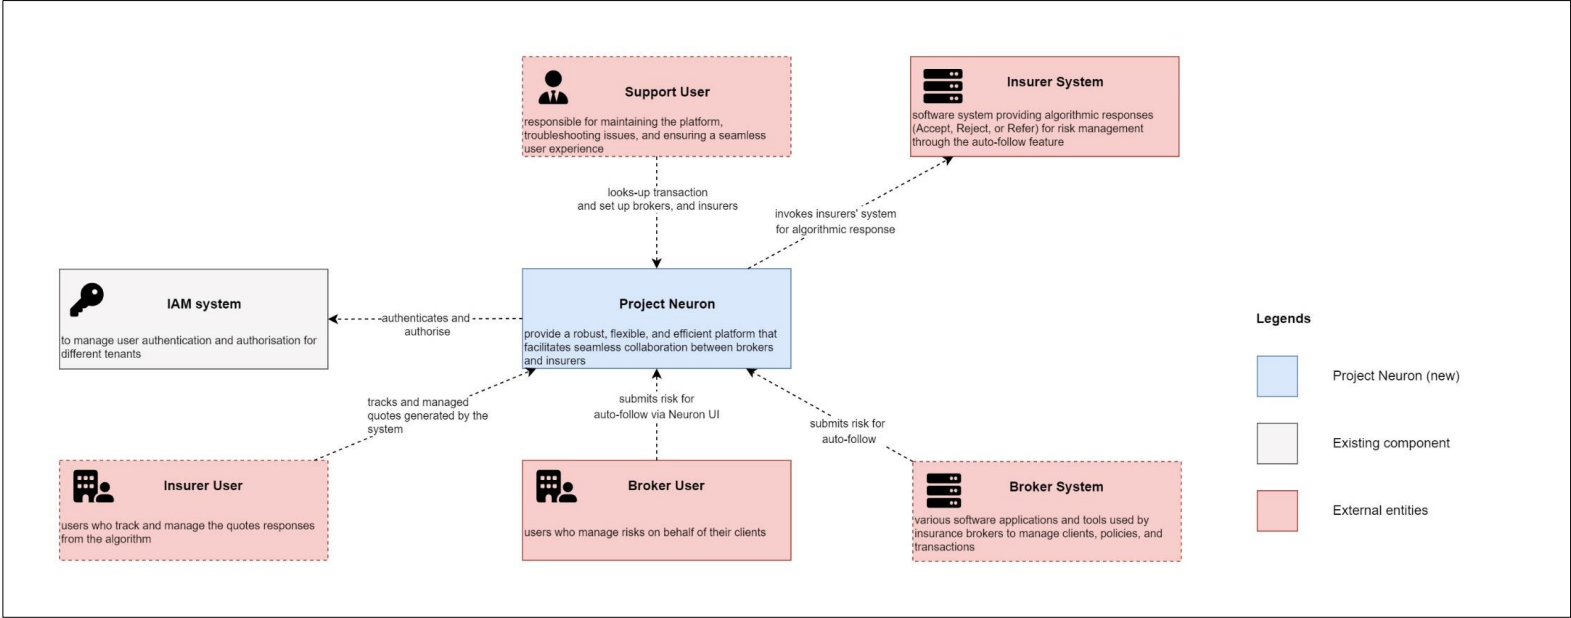 Support User
responsible for maintaining the platform,
troubleshooting issues, and ensuring a seamless
user experience
Insurer System
software system providing algorithmic responses
(Accept, Reject, or Refer) for risk management
through the auto-follow feature
looks-up transaction
and set up brokers, and insurers
invokes insurers' system
for algorithmic response
IAM system
to manage user authentication and authorisation for
different tenants
authenticates and
authorise
Project Neuron
provide a robust, flexible, and efficient platform that
facilitates seamless collaboration between brokers
and insurers
tracks and managed
quotes generated by the
system
submits risk for
auto-follow via Neuron UI
submits risk for
auto-follow
Insurer User
users who track and manage the quotes responses
from the algorithm
Broker User
users who manage risks on behalf of their clients
Broker System
various software applications and tools used by
insurance brokers to manage clients, policies, and
transactions
Legends
Project Neuron (new)
Existing component
External entities